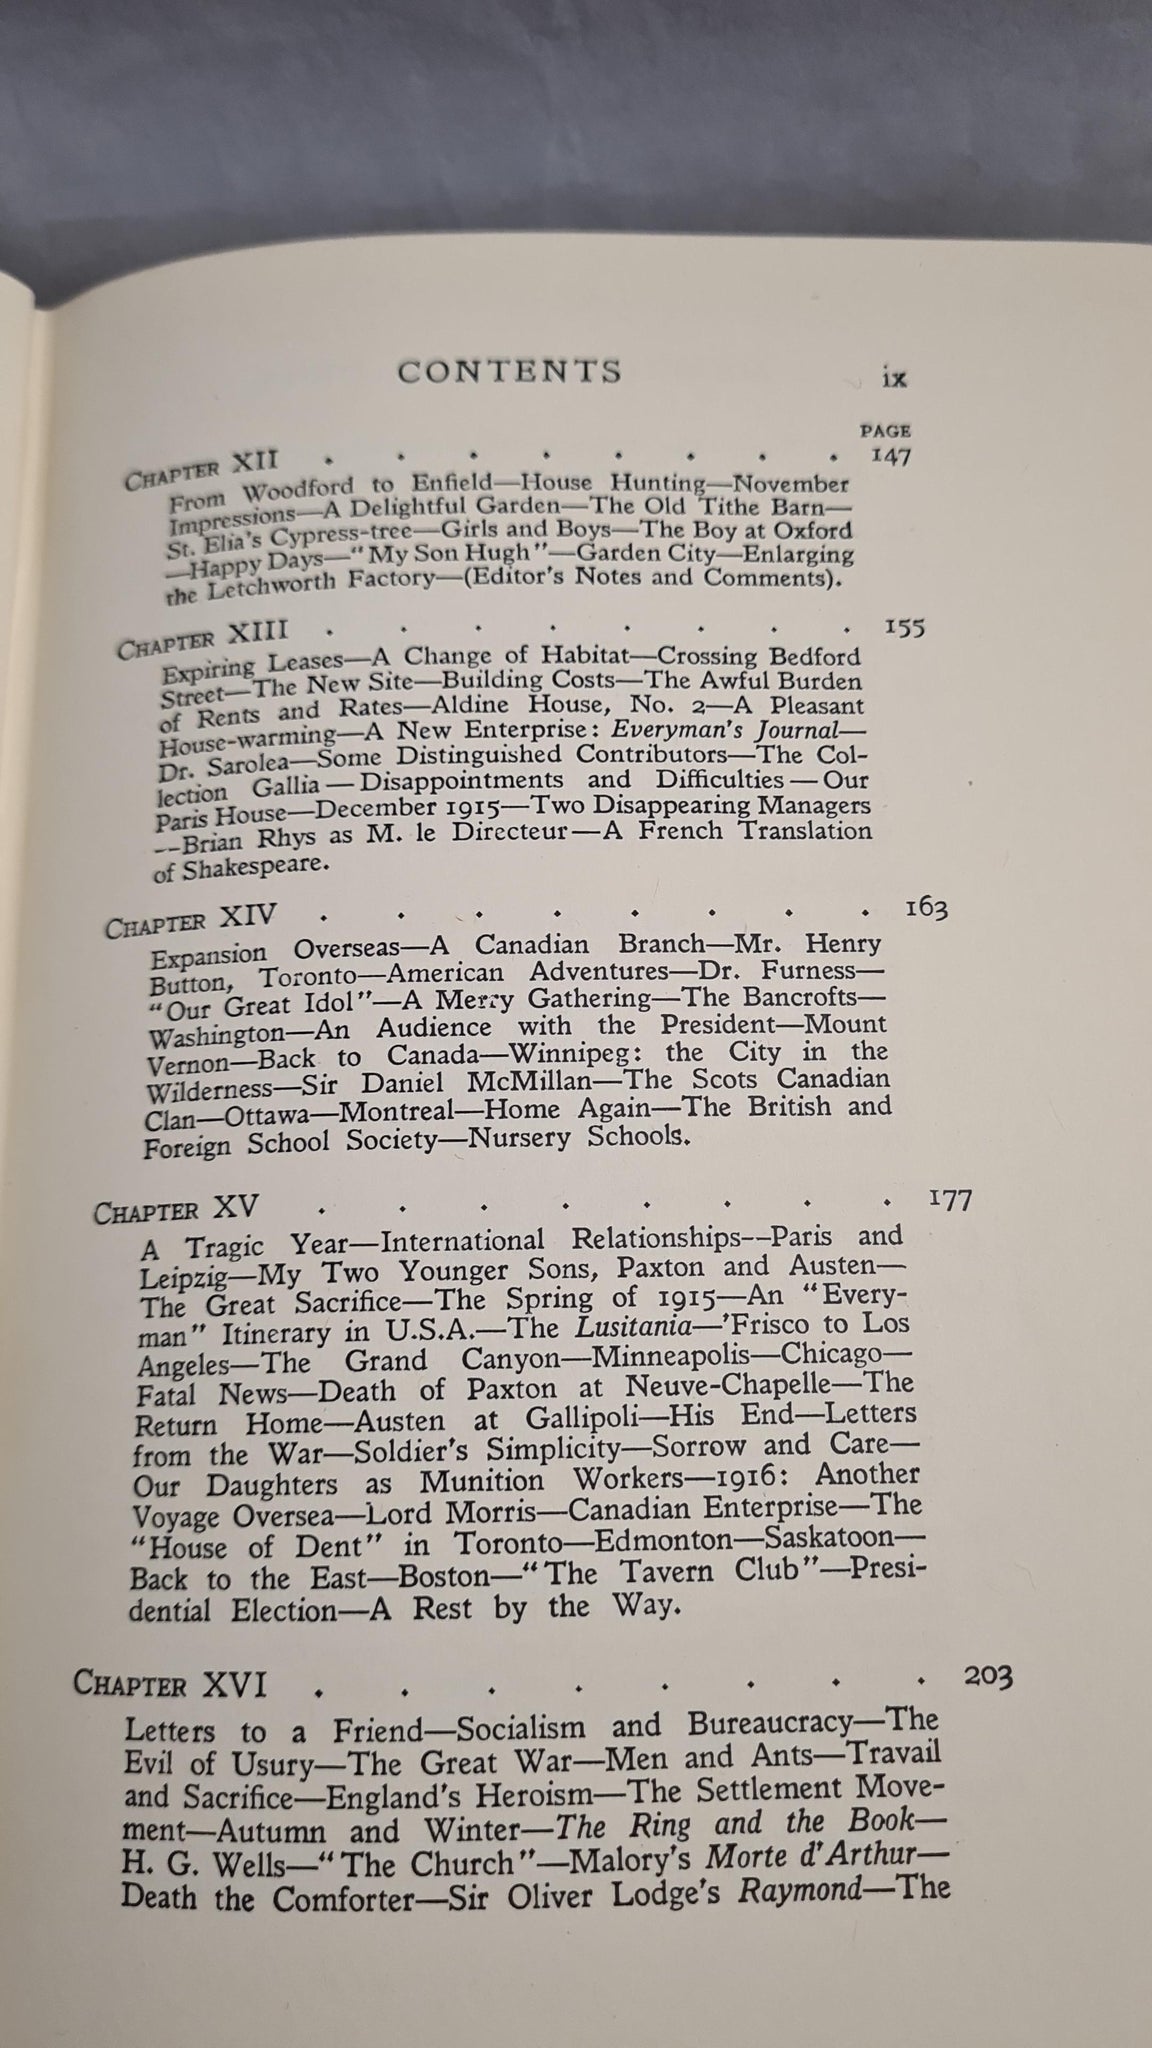 CONTENTS ix
PAGE
CHAPTER XII . . . . . . . . 147
From Woodford to Enfield—House Hunting—November
Impressions—A Delightful Garden—The Old Tithe Barn—
St. Elia's Cypress-tree—Girls and Boys—The Boy at Oxford
—Happy Days—"My Son Hugh"—Garden City—Enlarging
the Letchworth Factory—(Editor's Notes and Comments).
CHAPTER XIII . . . . . . . . 155
Expiring Leases—A Change of Habitat—Crossing Bedford
Street—The New Site—Building Costs—The Awful Burden
of Rents and Rates—Aldine House, No. 2—A Pleasant
House-warming—A New Enterprise: Everyman's Journal—
Dr. Sarolea—Some Distinguished Contributors—The Col-
lection Gallia—Disappointments and Difficulties—Our
Paris House—December 1915—Two Disappearing Managers
--Brian Rhys as M. le Directeur—A French Translation
of Shakespeare.
CHAPTER XIV . . . . . . . . 163
Expansion Overseas—A Canadian Branch—Mr. Henry
Button, Toronto—American Adventures—Dr. Furness—
"Our Great Idol"—A Merry Gathering—The Bancrofts—
Washington—An Audience with the President—Mount
Vernon—Back to Canada—Winnipeg: the City in the
Wilderness—Sir Daniel McMillan—The Scots Canadian
Clan—Ottawa—Montreal—Home Again—The British and
Foreign School Society—Nursery Schools.
CHAPTER XV . . . . . . . . 177
A Tragic Year—International Relationships--Paris and
Leipzig—My Two Younger Sons, Paxton and Austen—
The Great Sacrifice—The Spring of 1915—An "Every-
man" Itinerary in U.S.A.—The Lusitania—'Frisco to Los
Angeles—The Grand Canyon—Minneapolis—Chicago—
Fatal News—Death of Paxton at Neuve-Chapelle—The
Return Home—Austen at Gallipoli—His End—Letters
from the War—Soldier's Simplicity—Sorrow and Care—
Our Daughters as Munition Workers—1916: Another
Voyage Oversea—Lord Morris—Canadian Enterprise—The
"House of Dent" in Toronto—Edmonton—Saskatoon—
Back to the East—Boston—"The Tavern Club"—Presi-
dential Election—A Rest by the Way.
CHAPTER XVI . . . . . . . . 203
Letters to a Friend—Socialism and Bureaucracy—The
Evil of Usury—The Great War—Men and Ants—Travail
and Sacrifice—England's Heroism—The Settlement Move-
ment—Autumn and Winter—The Ring and the Book—
H. G. Wells—"The Church"—Malory's Morte d'Arthur—
Death the Comforter—Sir Oliver Lodge's Raymond—The